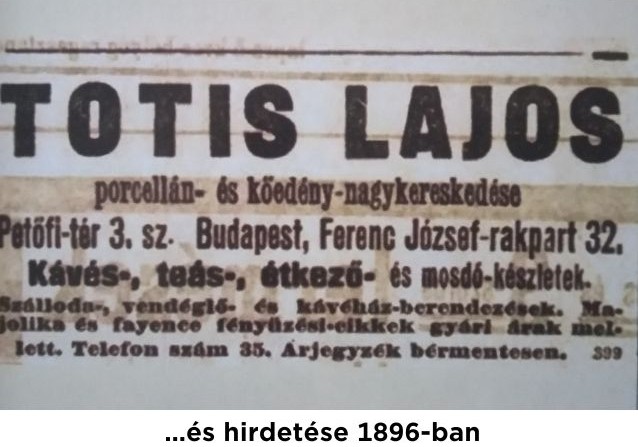 TOTIS LAJOS
porcellán- és kőedény-nagykereskedése
Petőfi-tér 3. sz. Budapest, Ferenc József-rakpart 32.
Kávés-, teás-, étkező- és mosdó-készletek.
Szálloda-, vendéglő- és kávéház-berendezések. Ma-
jolika és fayence fényűzési-cikkek gyári árak mel-
lett. Telefon szám 35. Árjegyzék bérmentesen. 399
...és hirdetése 1896-ban